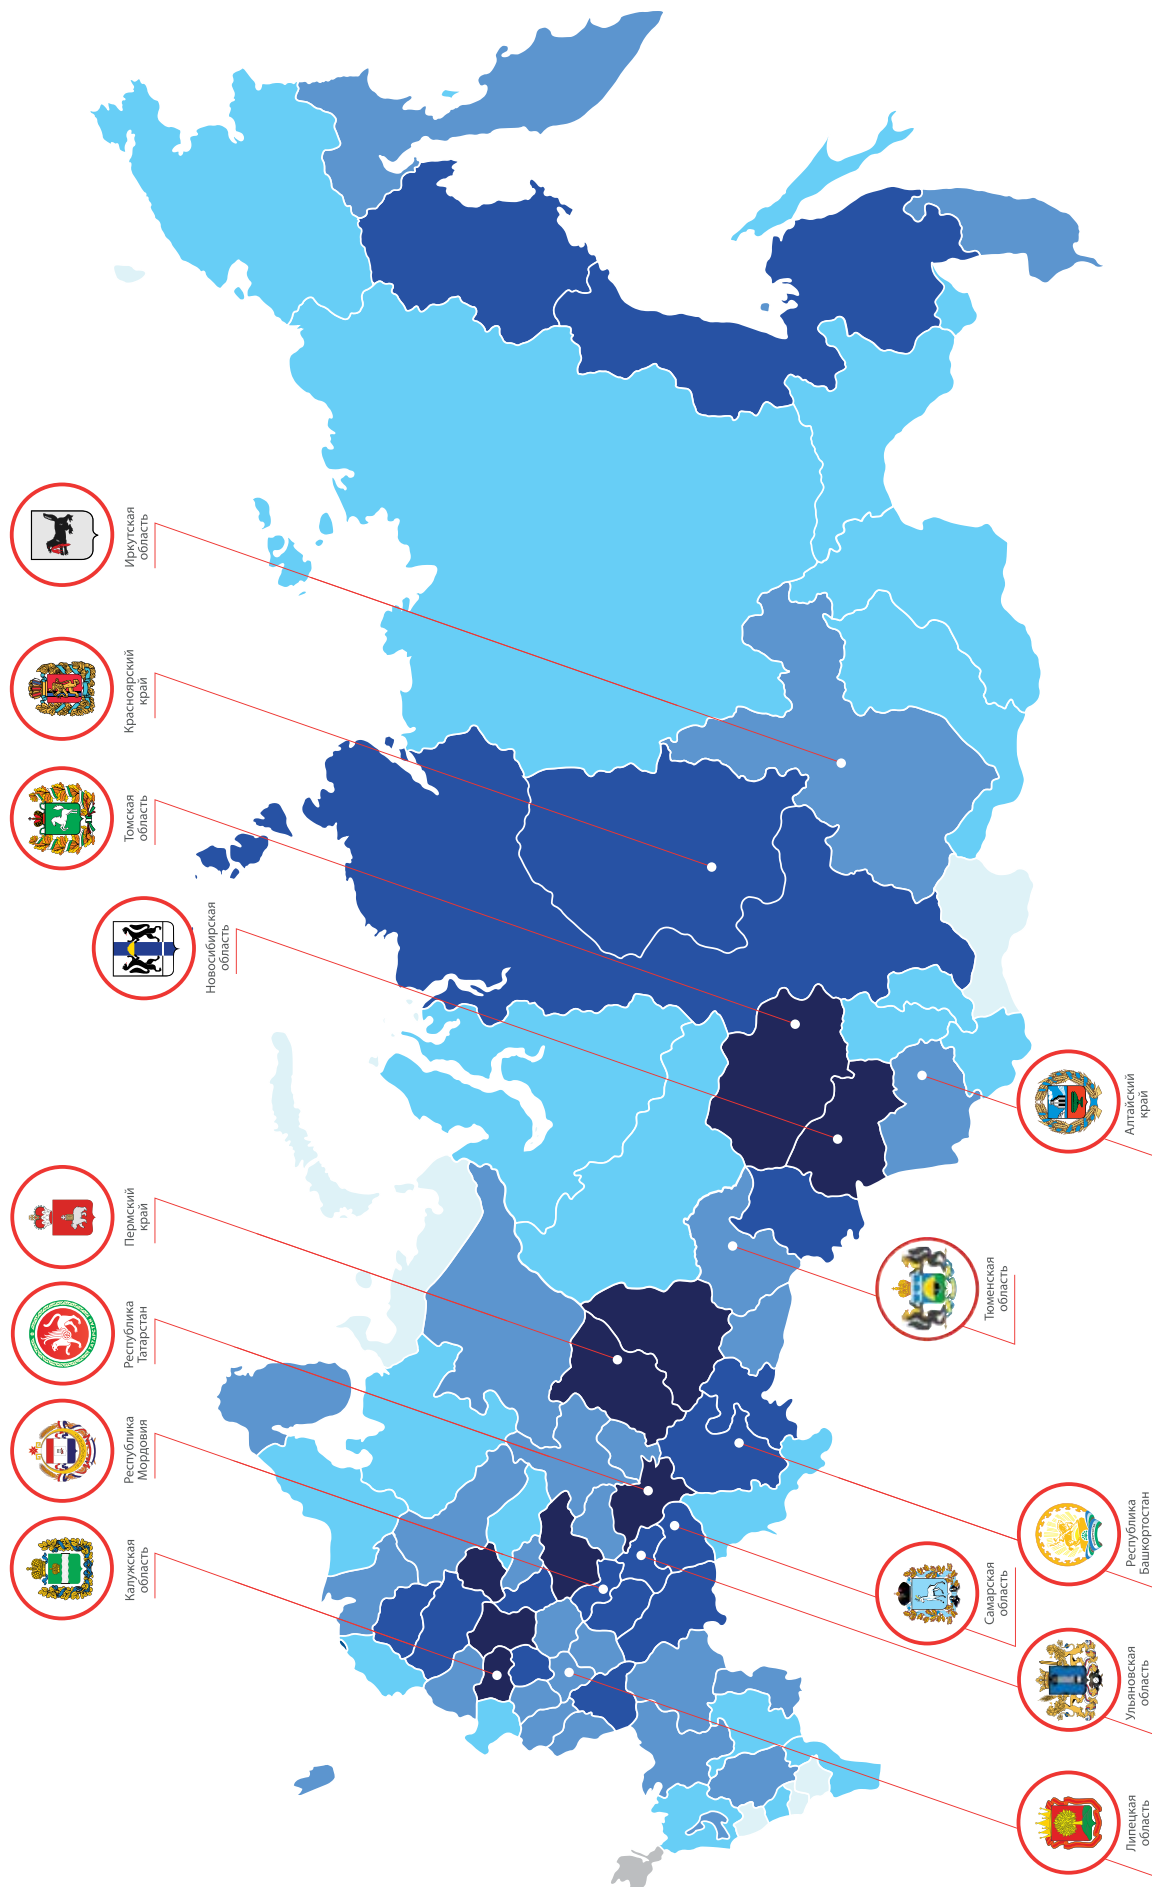 Калужская
область
Республика
Мордовия
Республика
Татарстан
Пермский
край
Новосибирская
область
Томская
область
Красноярский
край
Иркутская
область
Липецкая
область
Ульяновская
область
Самарская
область
Республика
Башкортостан
Тюменская
область
Алтайский
край